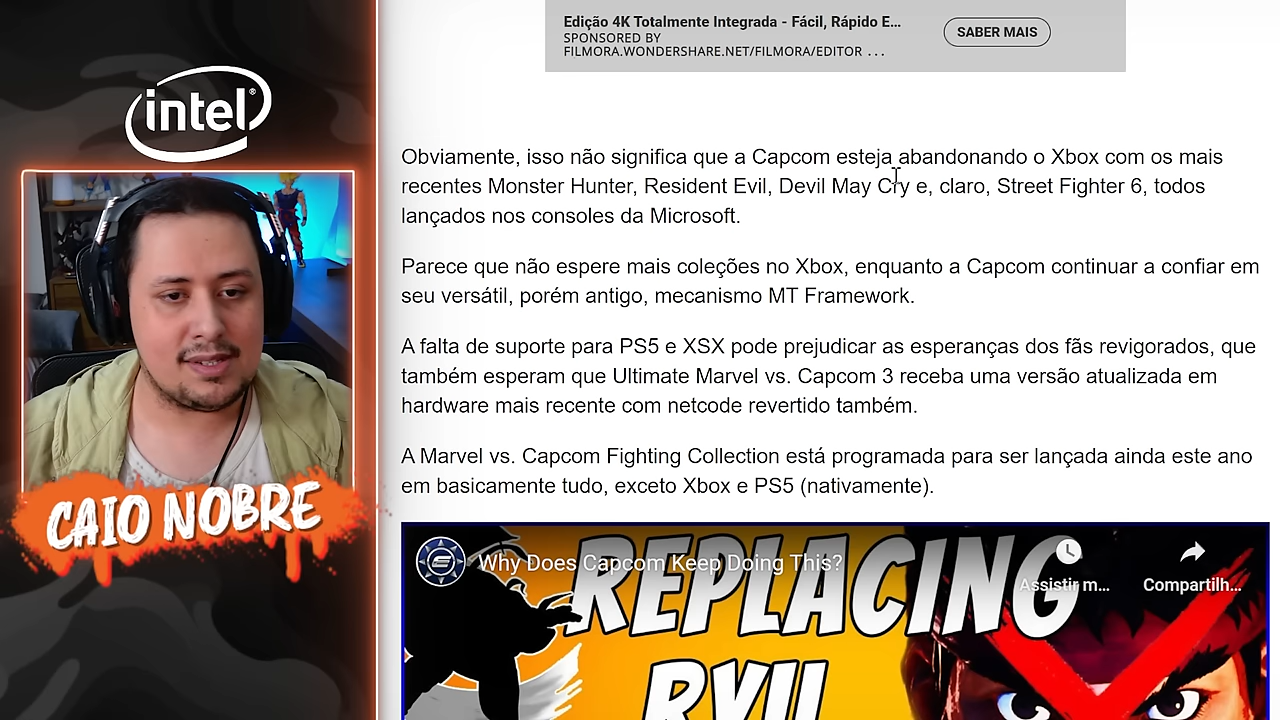 Edição 4K Totalmente Integrada - Fácil, Rápido E...
SPONSORED BY
FILMORA.WONDERSHARE.NET/FILMORA/EDITOR ...
SABER MAIS
intel®
Obviamente, isso não significa que a Capcom esteja abandonando o Xbox com os mais
recentes Monster Hunter, Resident Evil, Devil May Cry e, claro, Street Fighter 6, todos
lançados nos consoles da Microsoft.
Parece que não espere mais coleções no Xbox, enquanto a Capcom continuar a confiar em
seu versátil, porém antigo, mecanismo MT Framework.
A falta de suporte para PS5 e XSX pode prejudicar as esperanças dos fãs revigorados, que
também esperam que Ultimate Marvel vs. Capcom 3 receba uma versão atualizada em
hardware mais recente com netcode revertido também.
A Marvel vs. Capcom Fighting Collection está programada para ser lançada ainda este ano
em basicamente tudo, exceto Xbox e PS5 (nativamente).
CAIO NOBRE
Why Does Capcom Keep Doing This?
Assistir m...
Compartilh...
REPLACING
RYU